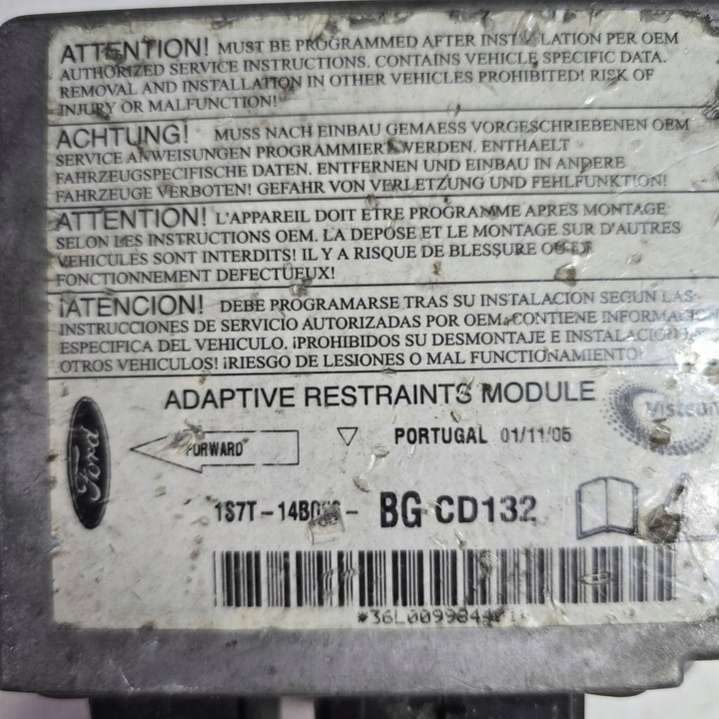 ATTENTION! MUST BE PROGRAMMED AFTER INSTALLATION PER OEM
AUTHORIZED SERVICE INSTRUCTIONS. CONTAINS VEHICLE SPECIFIC DATA.
REMOVAL AND INSTALLATION IN OTHER VEHICLES PROHIBITED! RISK OF
INJURY OR MALFUNCTION!
ACHTUNG! MUSS NACH EINBAU GEMAESS VORGESCHRIEBENEN OEM
SERVICE ANWEISUNGEN PROGRAMMIERT WERDEN. ENTHAELT
FAHRZEUGSPECIFISCHE DATEN. ENTFERNEN UND EINBAU IN ANDERE
FAHRZEUGE VERBOTEN! GEFAHR VON VERLETZUNG UND FEHLFUNKTION!
ATTENTION! L'APPAREIL DOIT ETRE PROGRAMME APRES MONTAGE
SELON LES INSTRUCTIONS OEM. LA DEPOSE ET LE MONTAGE SUR D'AUTRES
VEHICULES SONT INTERDITS! IL Y A RISQUE DE BLESSURE OU DE
FONCTIONNEMENT DEFECTUEUX!
¡ATENCION! DEBE PROGRAMARSE TRAS SU INSTALACION SEGUN LAS
INSTRUCCIONES DE SERVICIO AUTORIZADAS POR OEM. CONTIENE
ESPECIFICA DEL VEHICULO. ¡PROHIBIDOS SU DESMONTAJE E
OTROS VEHICULOS! ¡RIESGO DE LESIONES O MAL FUNCTIONAMIENTO!
ADAPTIVE RESTRAINTS MODULE
Visteon
Ford
FORWARD
PORTUGAL 01/11/05
BG CD132